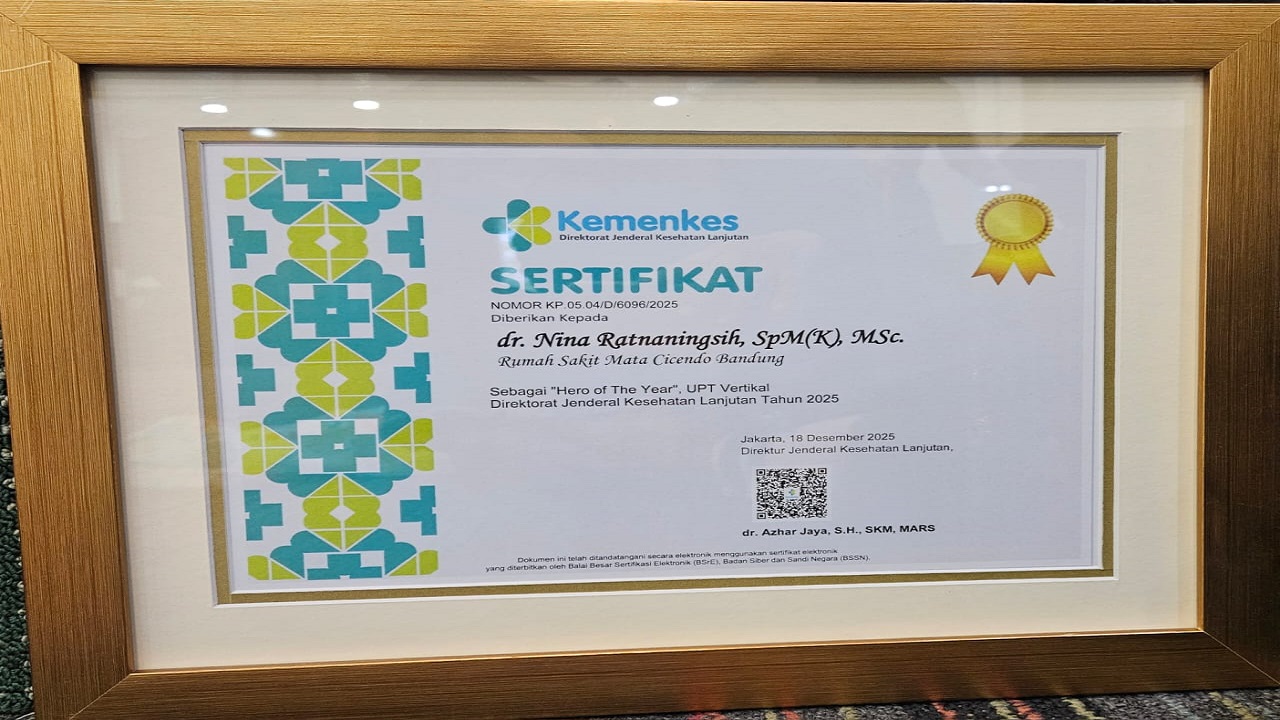 Kemenkes
Direktorat Jenderal Kesehatan Lanjutan
SERTIFIKAT
NOMOR KP.05.04/D/6096/2025
Diberikan Kepada
dr. Nina Ratnaningsih, SpM(K), MSc.
Rumah Sakit Mata Cicendo Bandung
Sebagai "Hero of The Year", UPT Vertikal
Direktorat Jenderal Kesehatan Lanjutan Tahun 2025
Jakarta, 18 Desember 2025
Direktur Jenderal Kesehatan Lanjutan,
dr. Azhar Jaya, S.H., SKM, MARS
Dokumen ini telah ditandatangani secara elektronik menggunakan sertifikat elektronik
yang diterbitkan oleh Balai Besar Sertifikasi Elektronik (BSrE), Badan Siber dan Sandi Negara (BSSN).